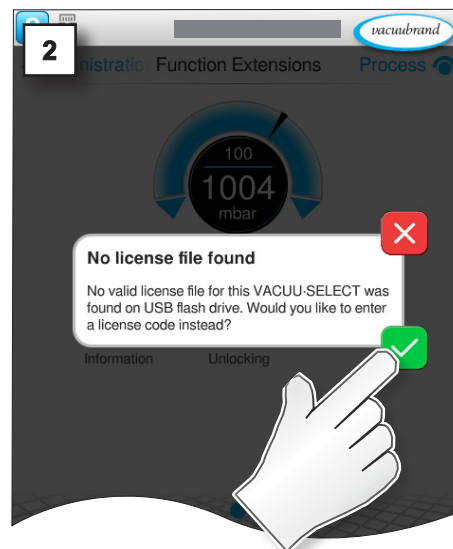 2
vacuubrand
Function Extensions
Process
100
1004
mbar
No license file found
No valid license file for this VACUU·SELECT was
found on USB flash drive. Would you like to enter
a license code instead?
Information Unlocking